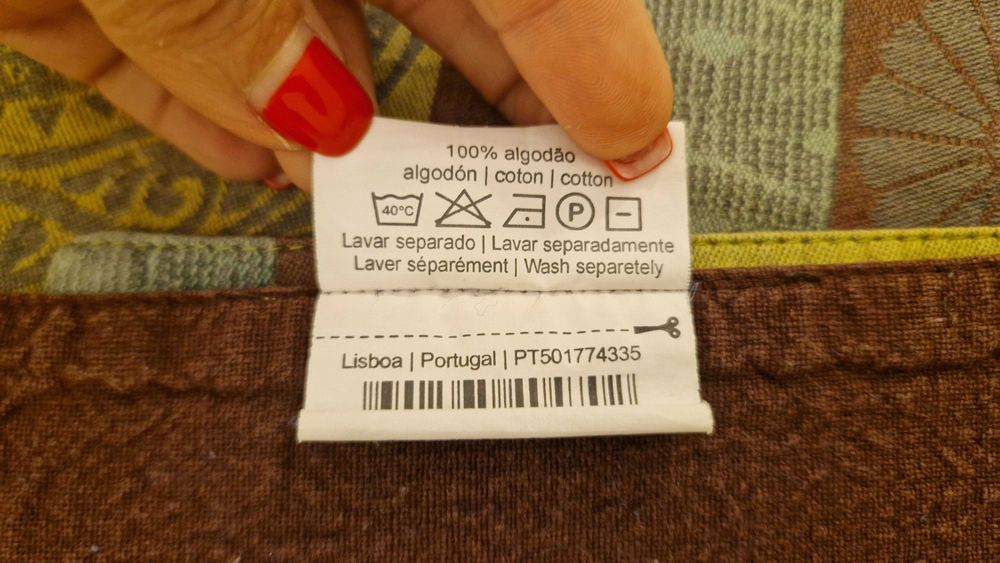 100% algodão
algodón | coton | cotton
40°C P
Lavar separado | Lavar separadamente
Laver séparément | Wash separetely
Lisboa | Portugal | PT501774335